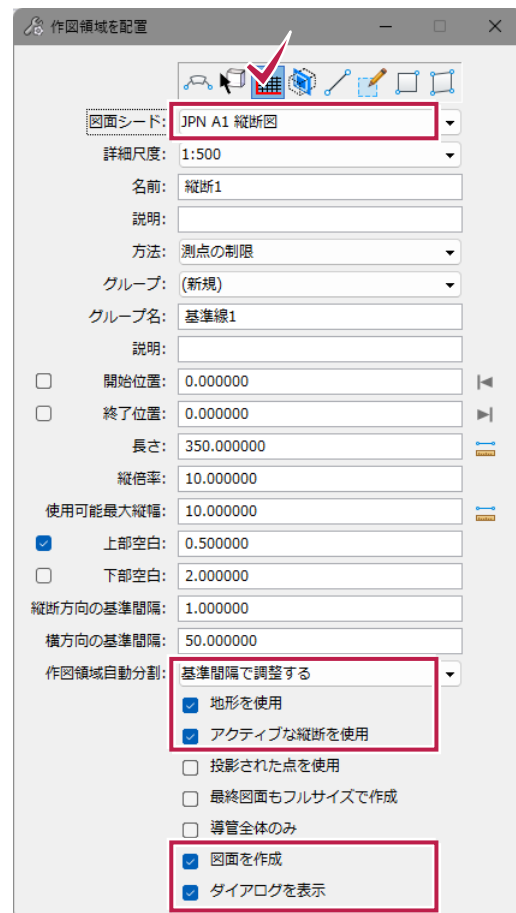 作図領域を配置
図面シード: JPN A1 縦断図
詳細尺度: 1:500
名前: 縦断1
説明:
方法: 測点の制限
グループ: (新規)
グループ名: 基準線1
説明:
開始位置: 0.000000
終了位置: 0.000000
長さ: 350.000000
縦倍率: 10.000000
使用可能最大縦幅: 10.000000
上部空白: 0.500000
下部空白: 2.000000
縦断方向の基準間隔: 1.000000
横方向の基準間隔: 50.000000
作図領域自動分割: 基準間隔で調整する
地形を使用
アクティブな縦断を使用
投影された点を使用
最終図面もフルサイズで作成
導管全体のみ
図面を作成
ダイアログを表示